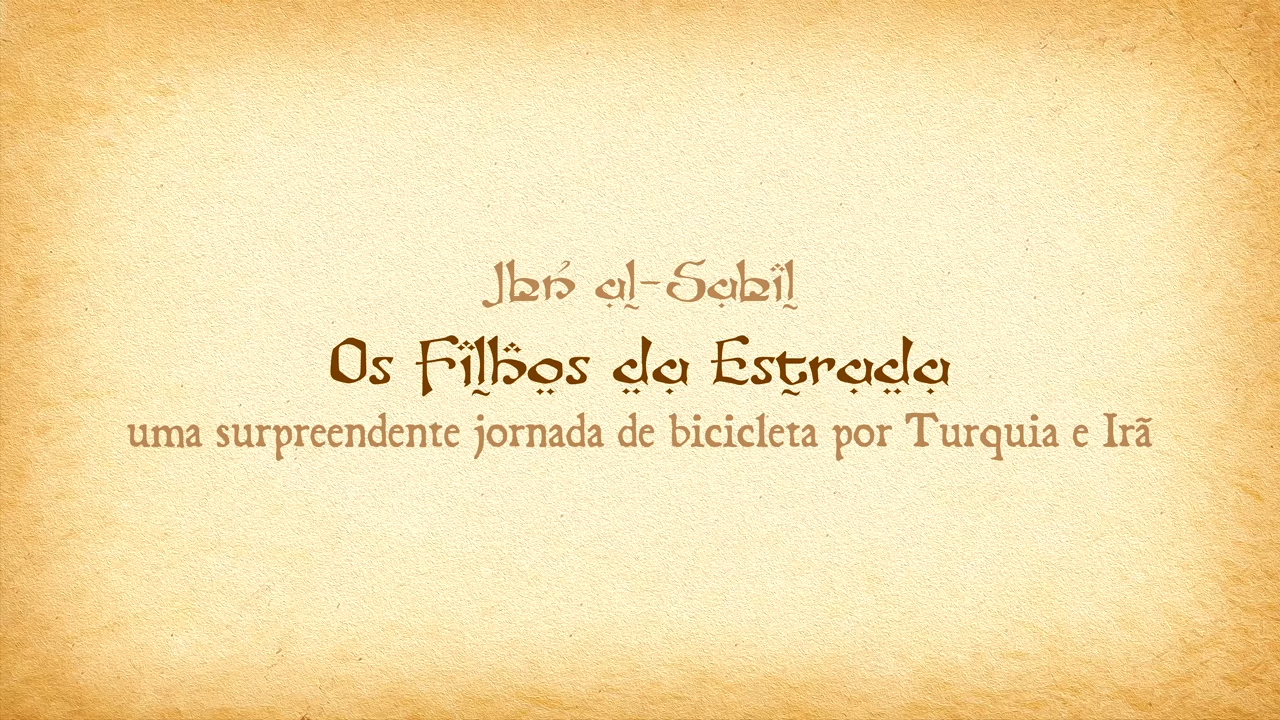 Ibn al-Sabil
Os Filhos da Estrada
uma surpreendente jornada de bicicleta por Turquia e Irã